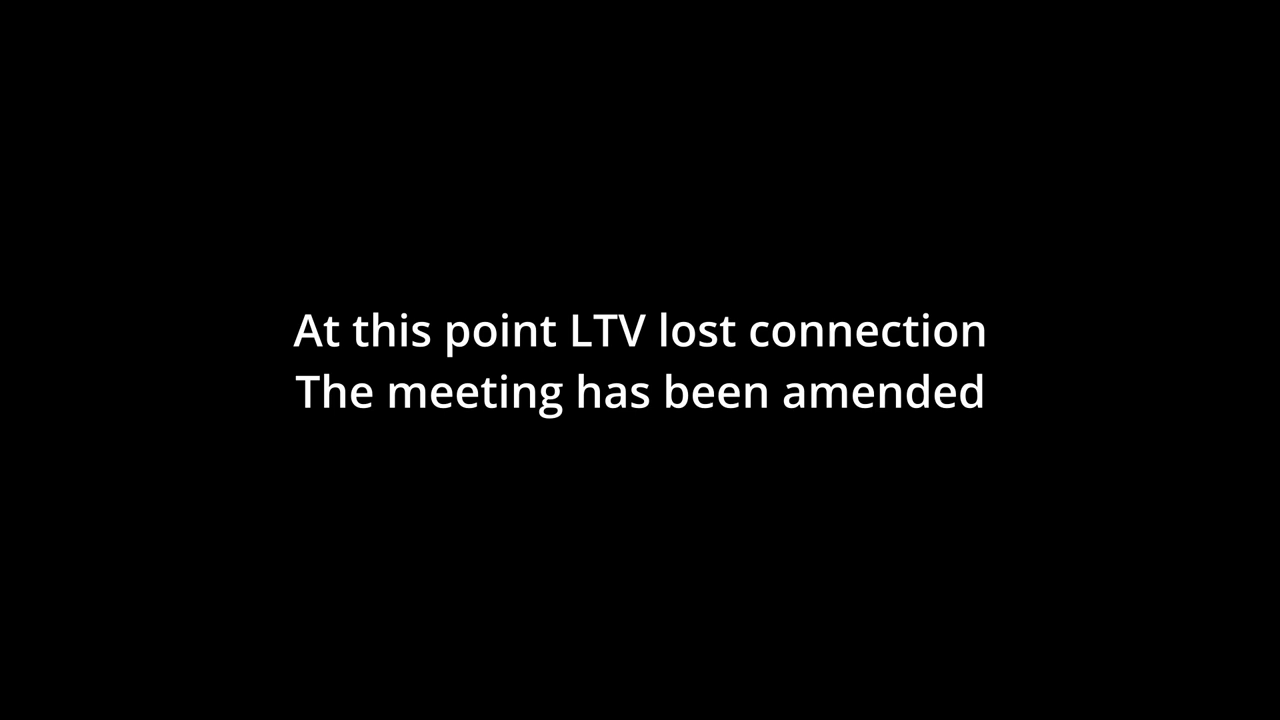 At this point LTV lost connection
The meeting has been amended